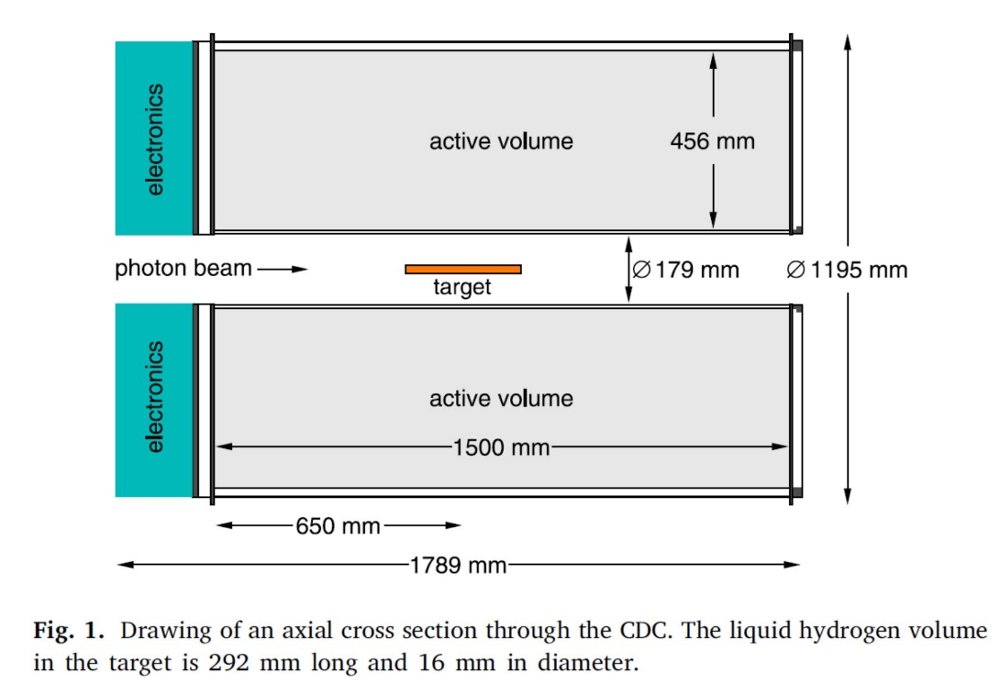 electronics
active volume
456 mm
photon beam
target
∅ 179 mm
∅ 1195 mm
electronics
active volume
1500 mm
650 mm
1789 mm
Fig. 1. Drawing of an axial cross section through the CDC. The liquid hydrogen volume
in the target is 292 mm long and 16 mm in diameter.